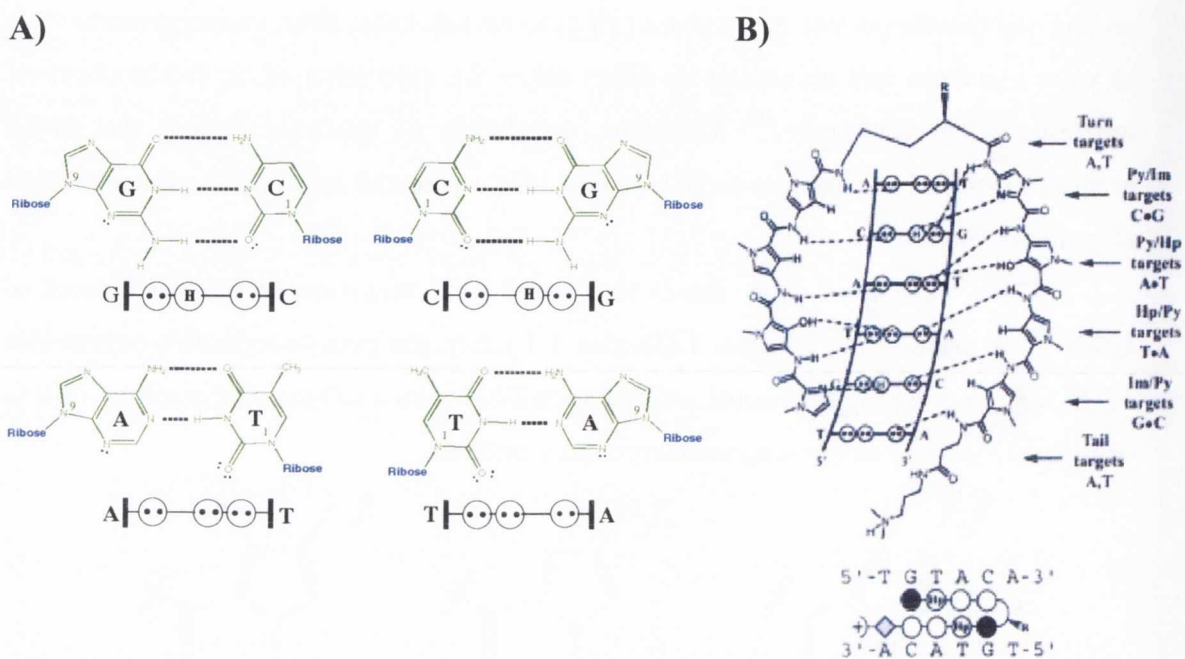 A)
B)
G
C
Ribose
Ribose
9
1
G
C
C
G
Ribose
Ribose
1
9
C
G
A
T
Ribose
Ribose
1
A
T
T
A
Ribose
Ribose
1
9
T
A
R
Turn
targets
A,T
Py/Im
targets
C•G
Py/Hp
targets
A•T
Hp/Py
targets
T•A
Im/Py
targets
G•C
Tail
targets
A,T
5'
3'
5'-T G T A C A-3'
Hp
+
Hp
R
3'-A C A T G T-5'